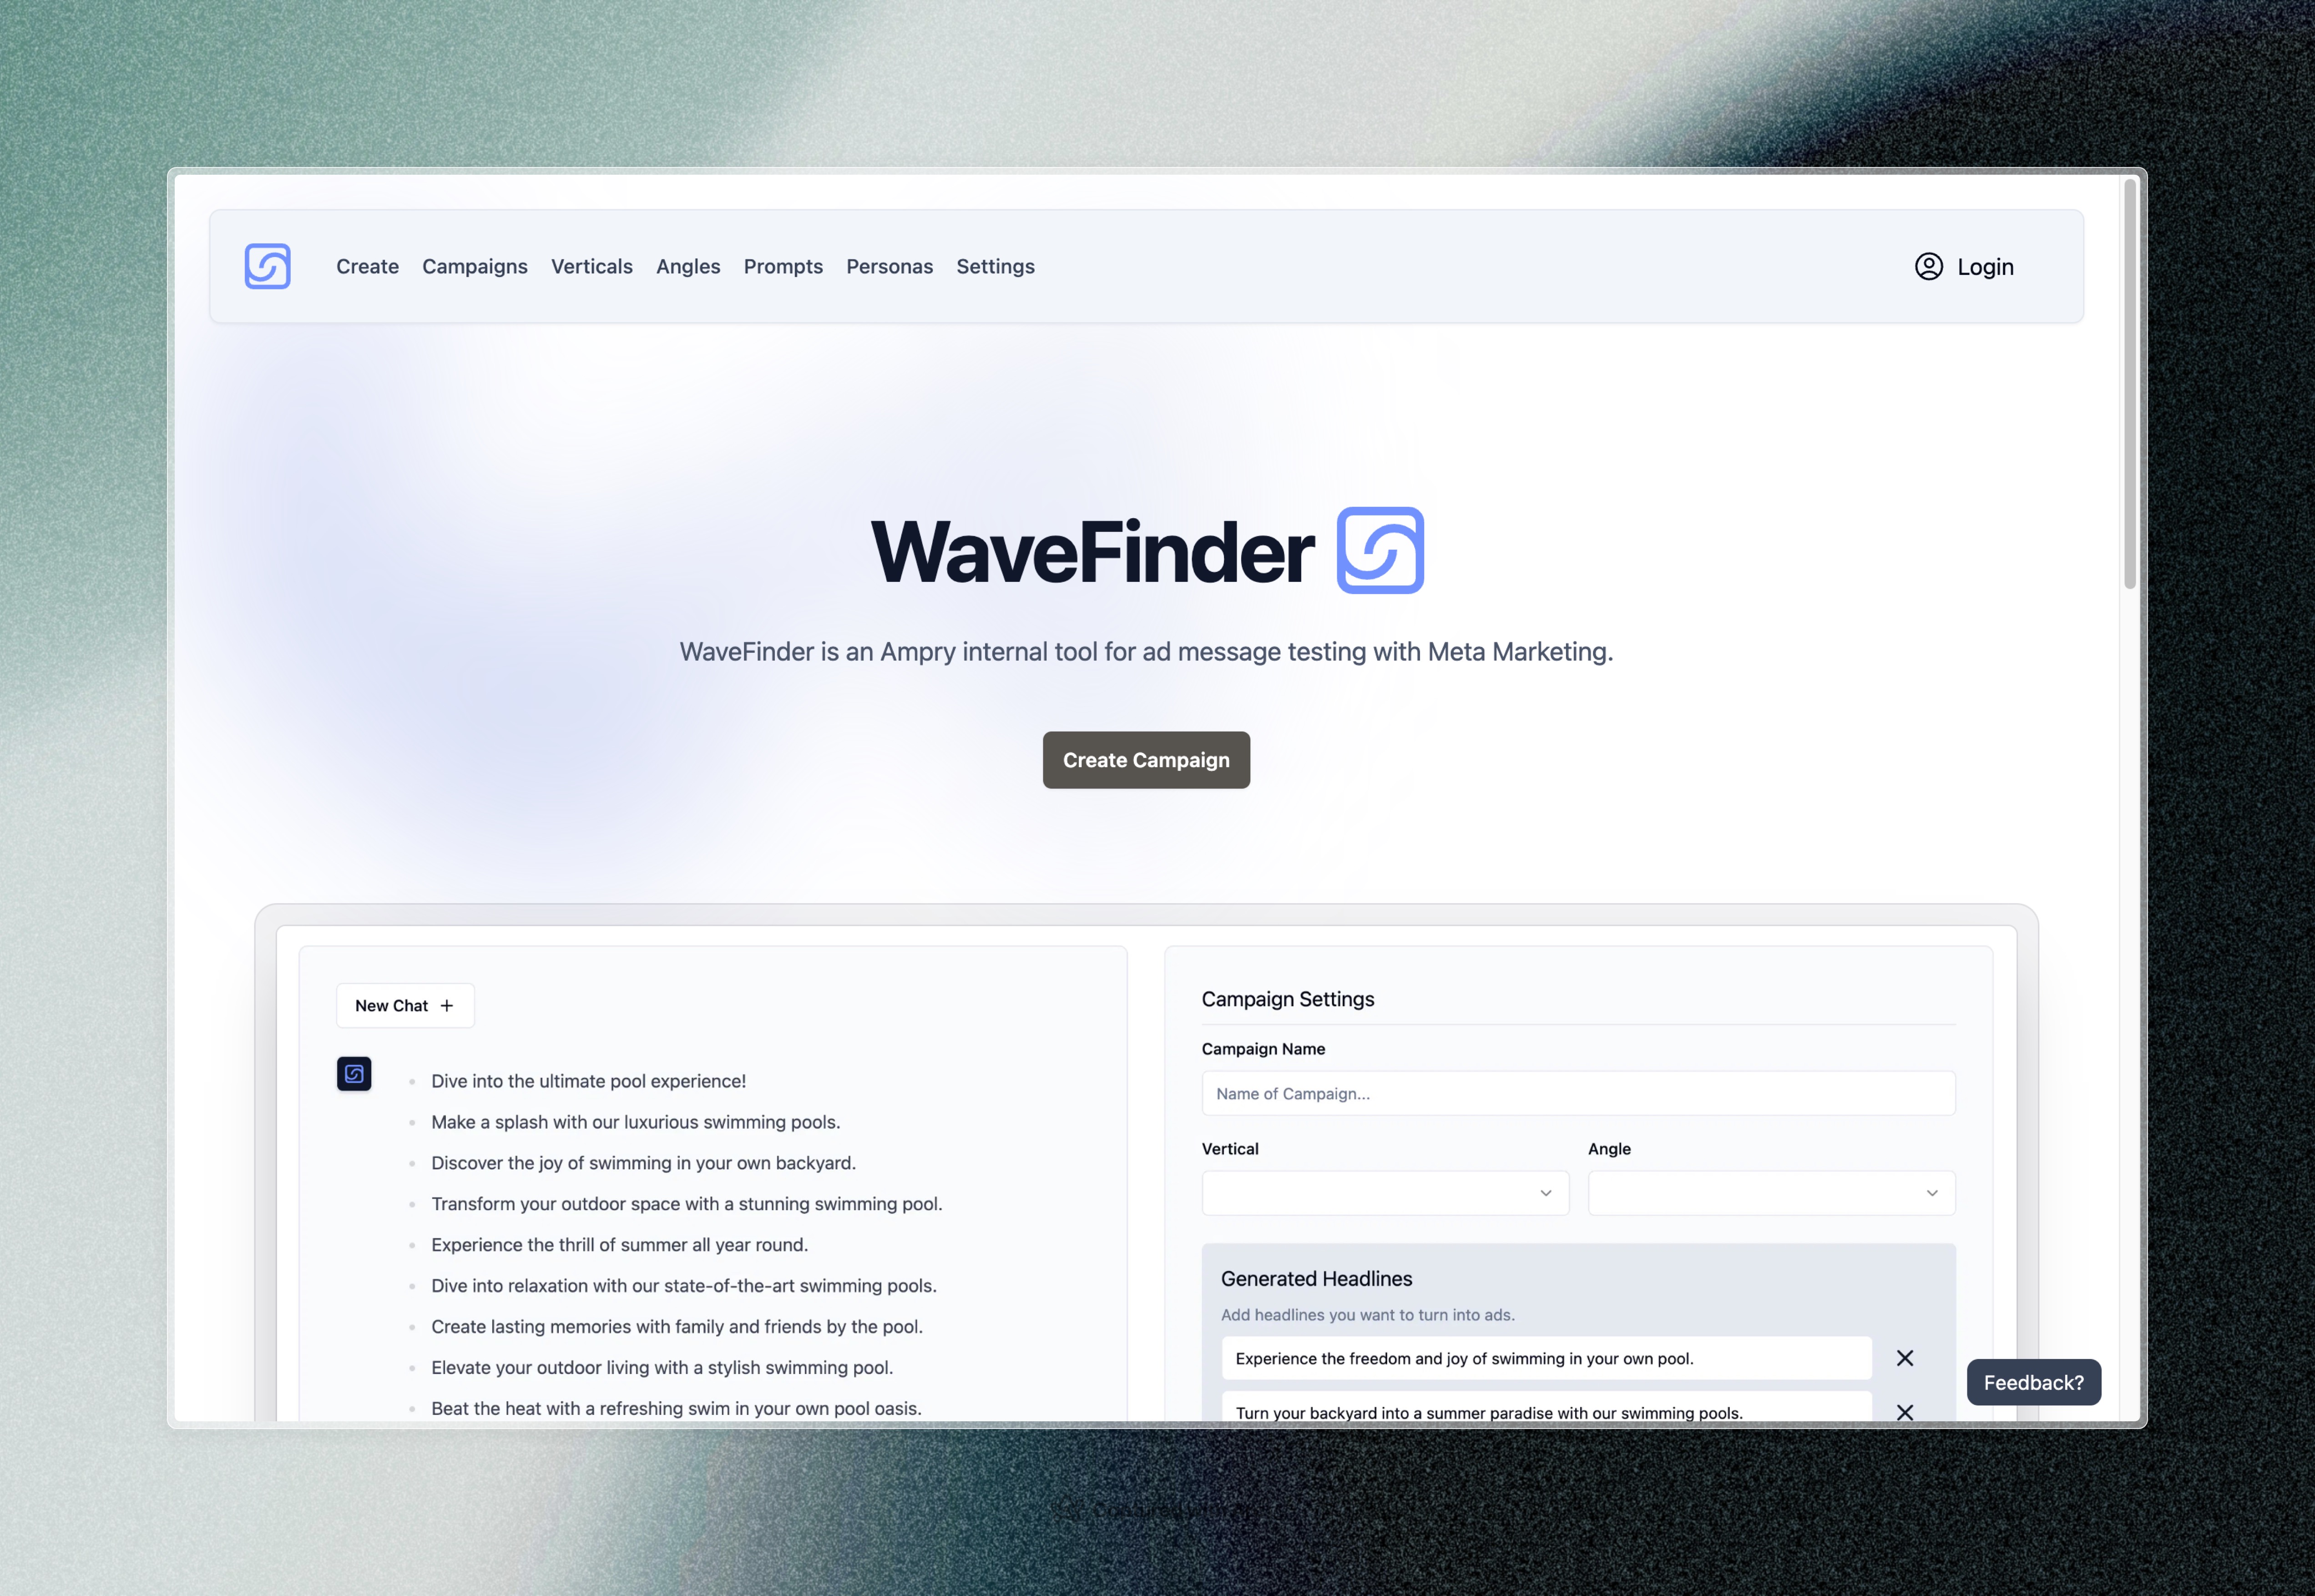 Create Campaigns Verticals Angles Prompts Personas Settings Login
WaveFinder
WaveFinder is an Ampry internal tool for ad message testing with Meta Marketing.
Create Campaign
New Chat +
Dive into the ultimate pool experience!
Make a splash with our luxurious swimming pools.
Discover the joy of swimming in your own backyard.
Transform your outdoor space with a stunning swimming pool.
Experience the thrill of summer all year round.
Dive into relaxation with our state-of-the-art swimming pools.
Create lasting memories with family and friends by the pool.
Elevate your outdoor living with a stylish swimming pool.
Beat the heat with a refreshing swim in your own pool oasis.
Campaign Settings
Campaign Name
Name of Campaign...
Vertical Angle
Generated Headlines
Add headlines you want to turn into ads.
Experience the freedom and joy of swimming in your own pool.
Turn your backyard into a summer paradise with our swimming pools.
Feedback?